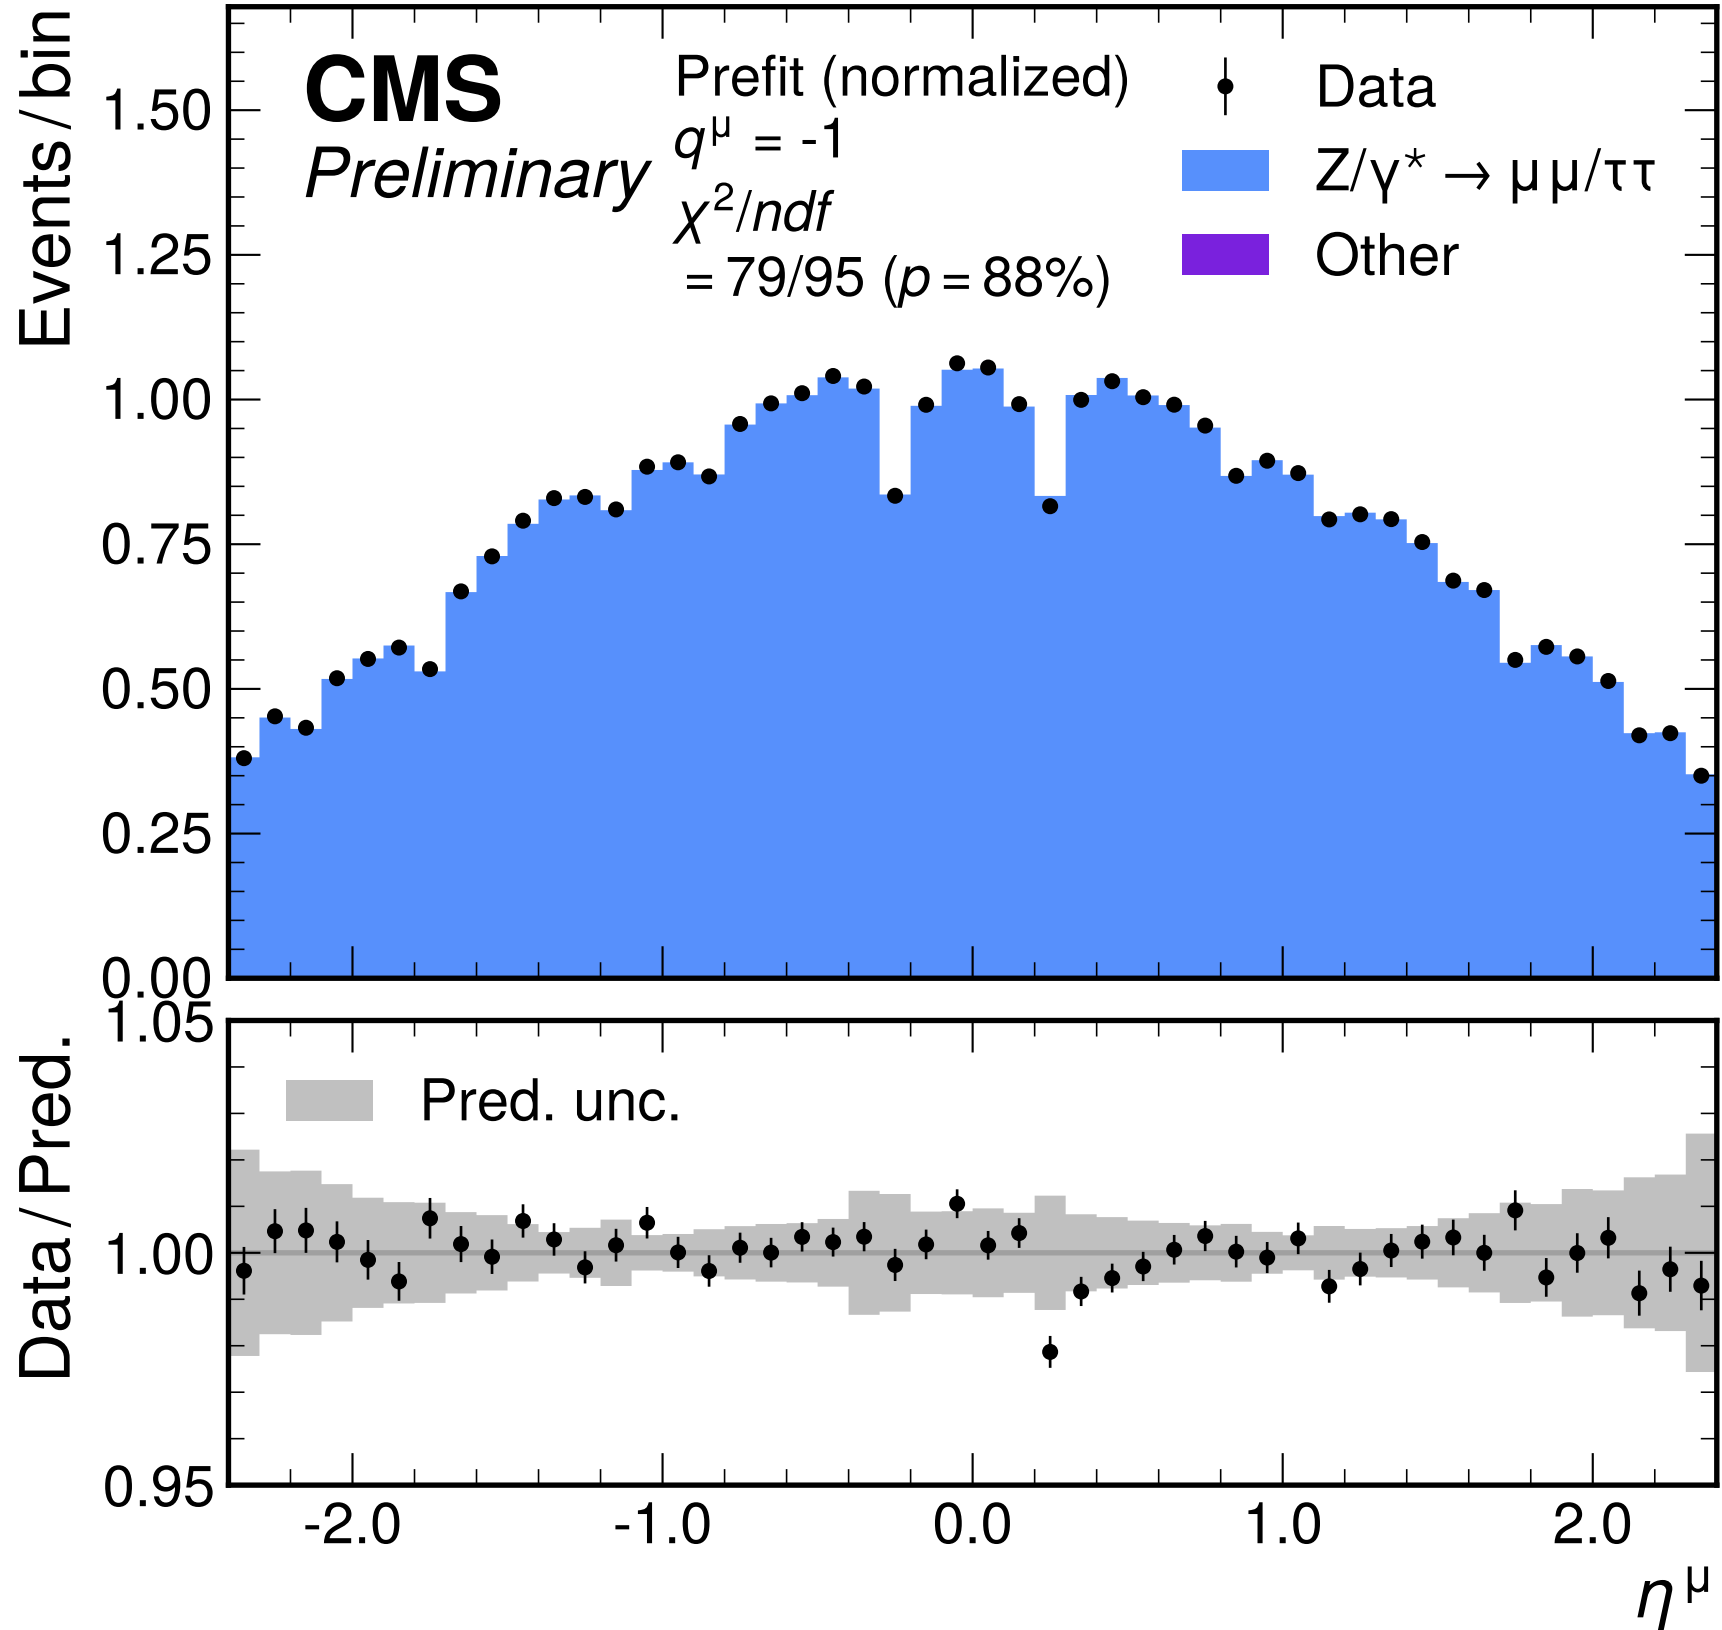 CMS
Preliminary
Prefit (normalized)
q^μ = -1
χ²/ndf
= 79/95 (p = 88%)
Data
Z/γ* → μμ/ττ
Other
Events / bin
1.50
1.25
1.00
0.75
0.50
0.25
0.00
Pred. unc.
Data / Pred.
1.05
1.00
0.95
-2.0 -1.0 0.0 1.0 2.0
η^μ